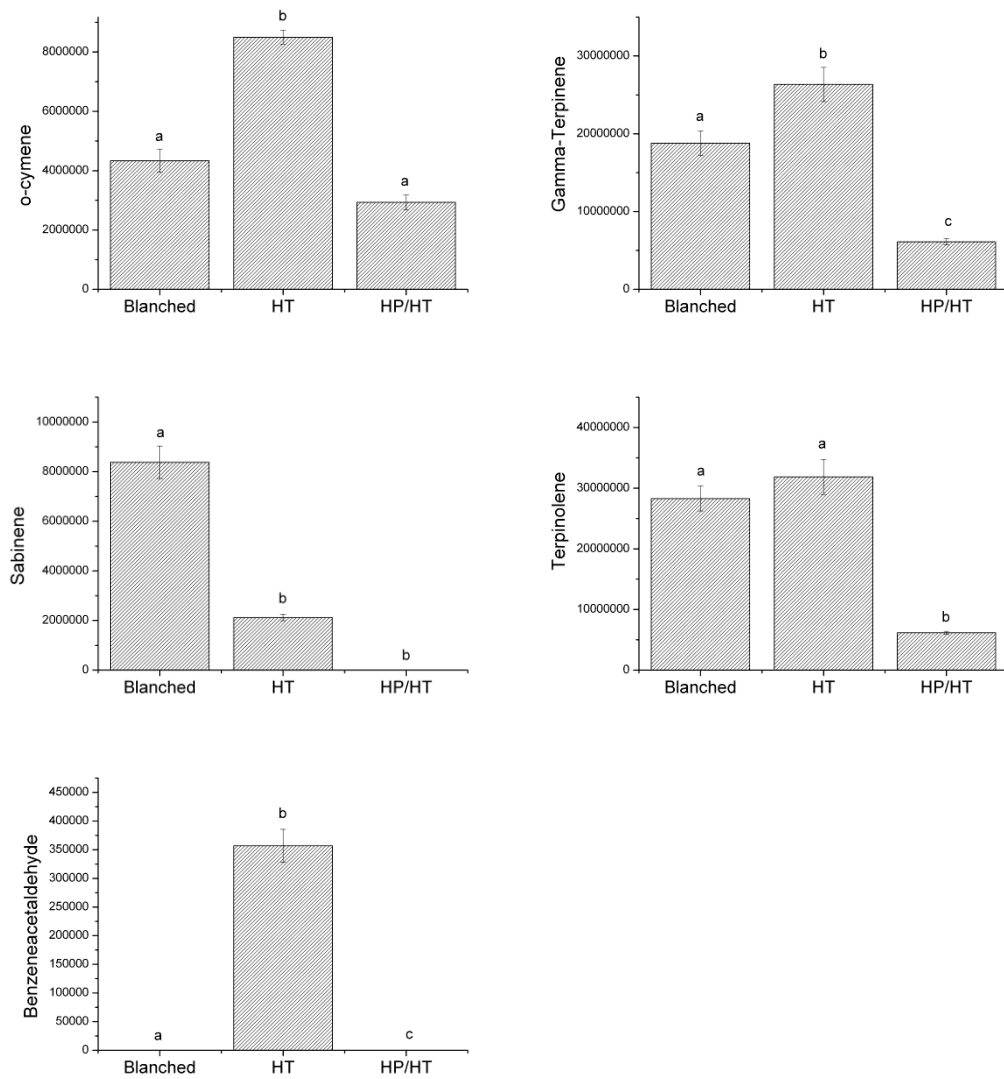 o-cymene
8000000
6000000
4000000
2000000
0
a
b
a
Blanched HT HP/HT
Gamma-Terpinene
30000000
20000000
10000000
0
a
b
c
Blanched HT HP/HT
Sabinene
10000000
8000000
6000000
4000000
2000000
0
a
b
b
Blanched HT HP/HT
Terpinolene
40000000
30000000
20000000
10000000
0
a
a
b
Blanched HT HP/HT
Benzeneacetaldehyde
450000
400000
350000
300000
250000
200000
150000
100000
50000
0
a
b
c
Blanched HT HP/HT